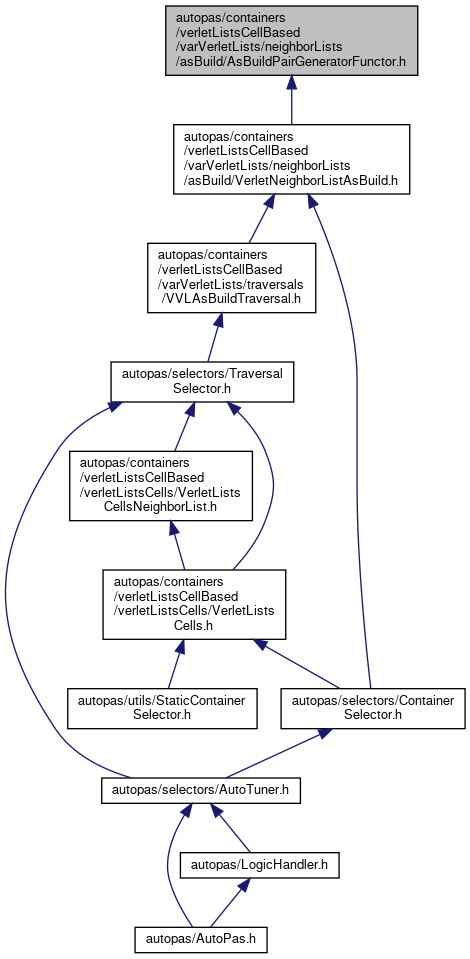 autopas/containers
/verletListsCellBased
/varVerletLists/neighborLists
/asBuild/AsBuildPairGeneratorFunctor.h
autopas/containers
/verletListsCellBased
/varVerletLists/neighborLists
/asBuild/VerletNeighborListAsBuild.h
autopas/containers
/verletListsCellBased
/varVerletLists/traversals
/VVLAsBuildTraversal.h
autopas/selectors/Traversal
Selector.h
autopas/containers
/verletListsCellBased
/verletListsCells/VerletLists
CellsNeighborList.h
autopas/containers
/verletListsCellBased
/verletListsCells/VerletLists
Cells.h
autopas/utils/StaticContainer
Selector.h
autopas/selectors/Container
Selector.h
autopas/selectors/AutoTuner.h
autopas/LogicHandler.h
autopas/AutoPas.h